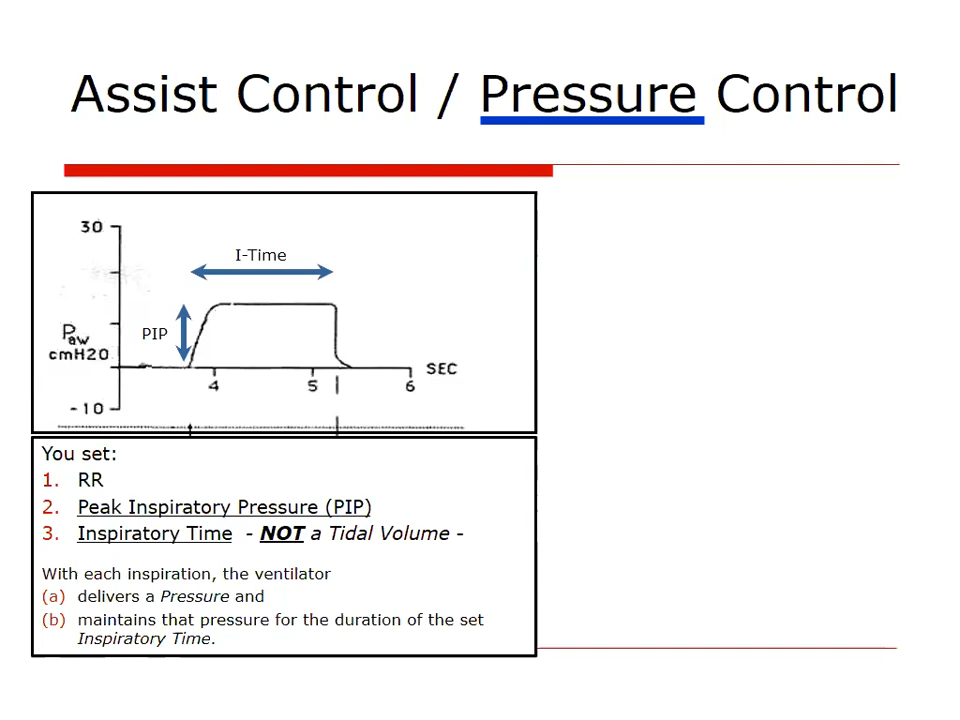 Assist Control / Pressure Control
30
I-Time
PIP
Paw
cmH20
SEC
4 5 6
-10
You set:
1. RR
2. Peak Inspiratory Pressure (PIP)
3. Inspiratory Time - NOT a Tidal Volume -
With each inspiration, the ventilator
(a) delivers a Pressure and
(b) maintains that pressure for the duration of the set
Inspiratory Time.